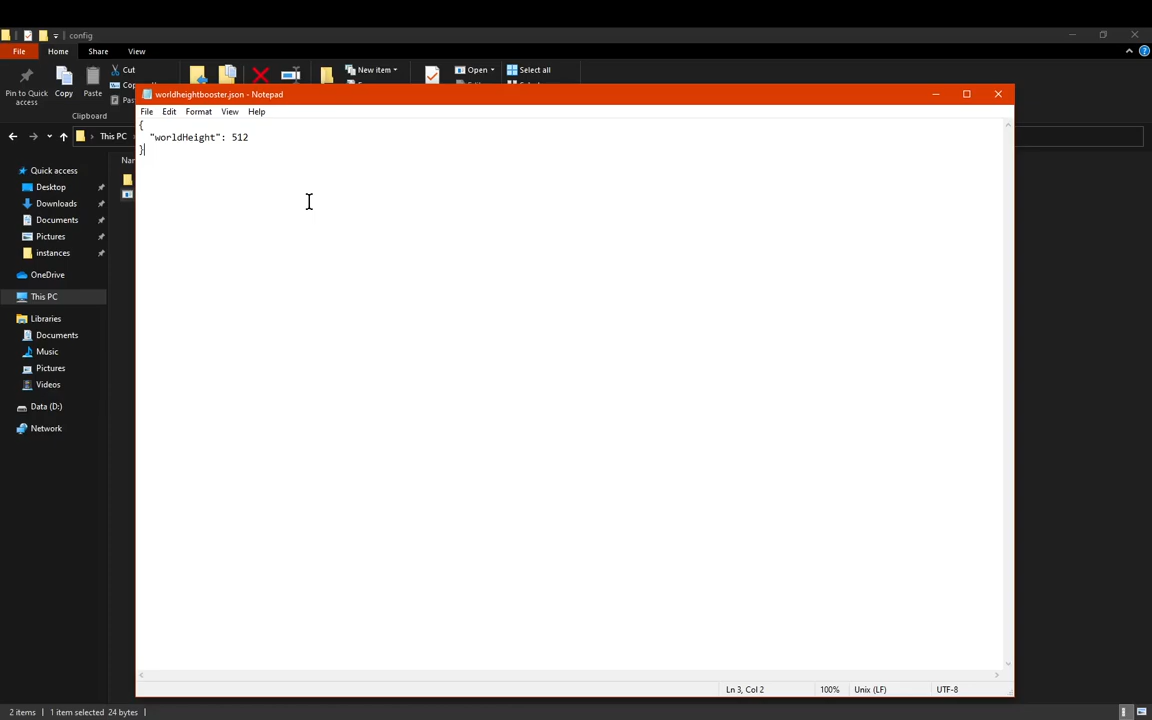 config
File
Home
Share
View
Pin to Quick
access
Copy
Paste
Cut
New item
Open
Select all
Clipboard
worldheightbooster.json - Notepad
File Edit Format View Help
{
"worldHeight": 512
}
This PC
Quick access
Desktop
Downloads
Documents
Pictures
instances
OneDrive
This PC
Libraries
Documents
Music
Pictures
Videos
Data (D:)
Network
Ln 3, Col 2
100%
Unix (LF)
UTF-8
2 items
1 item selected 24 bytes